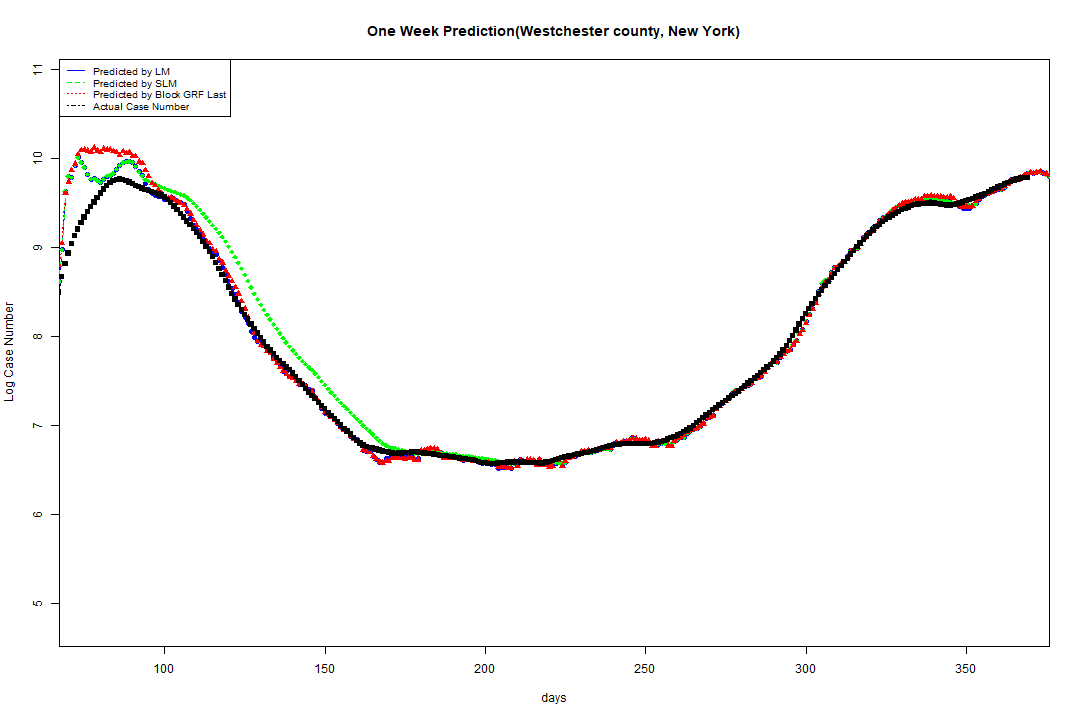 One Week Prediction(Westchester county, New York)
Predicted by LM
Predicted by SLM
Predicted by Block GRF Last
Actual Case Number
11
10
9
8
7
6
5
Log Case Number
100 150 200 250 300 350
days